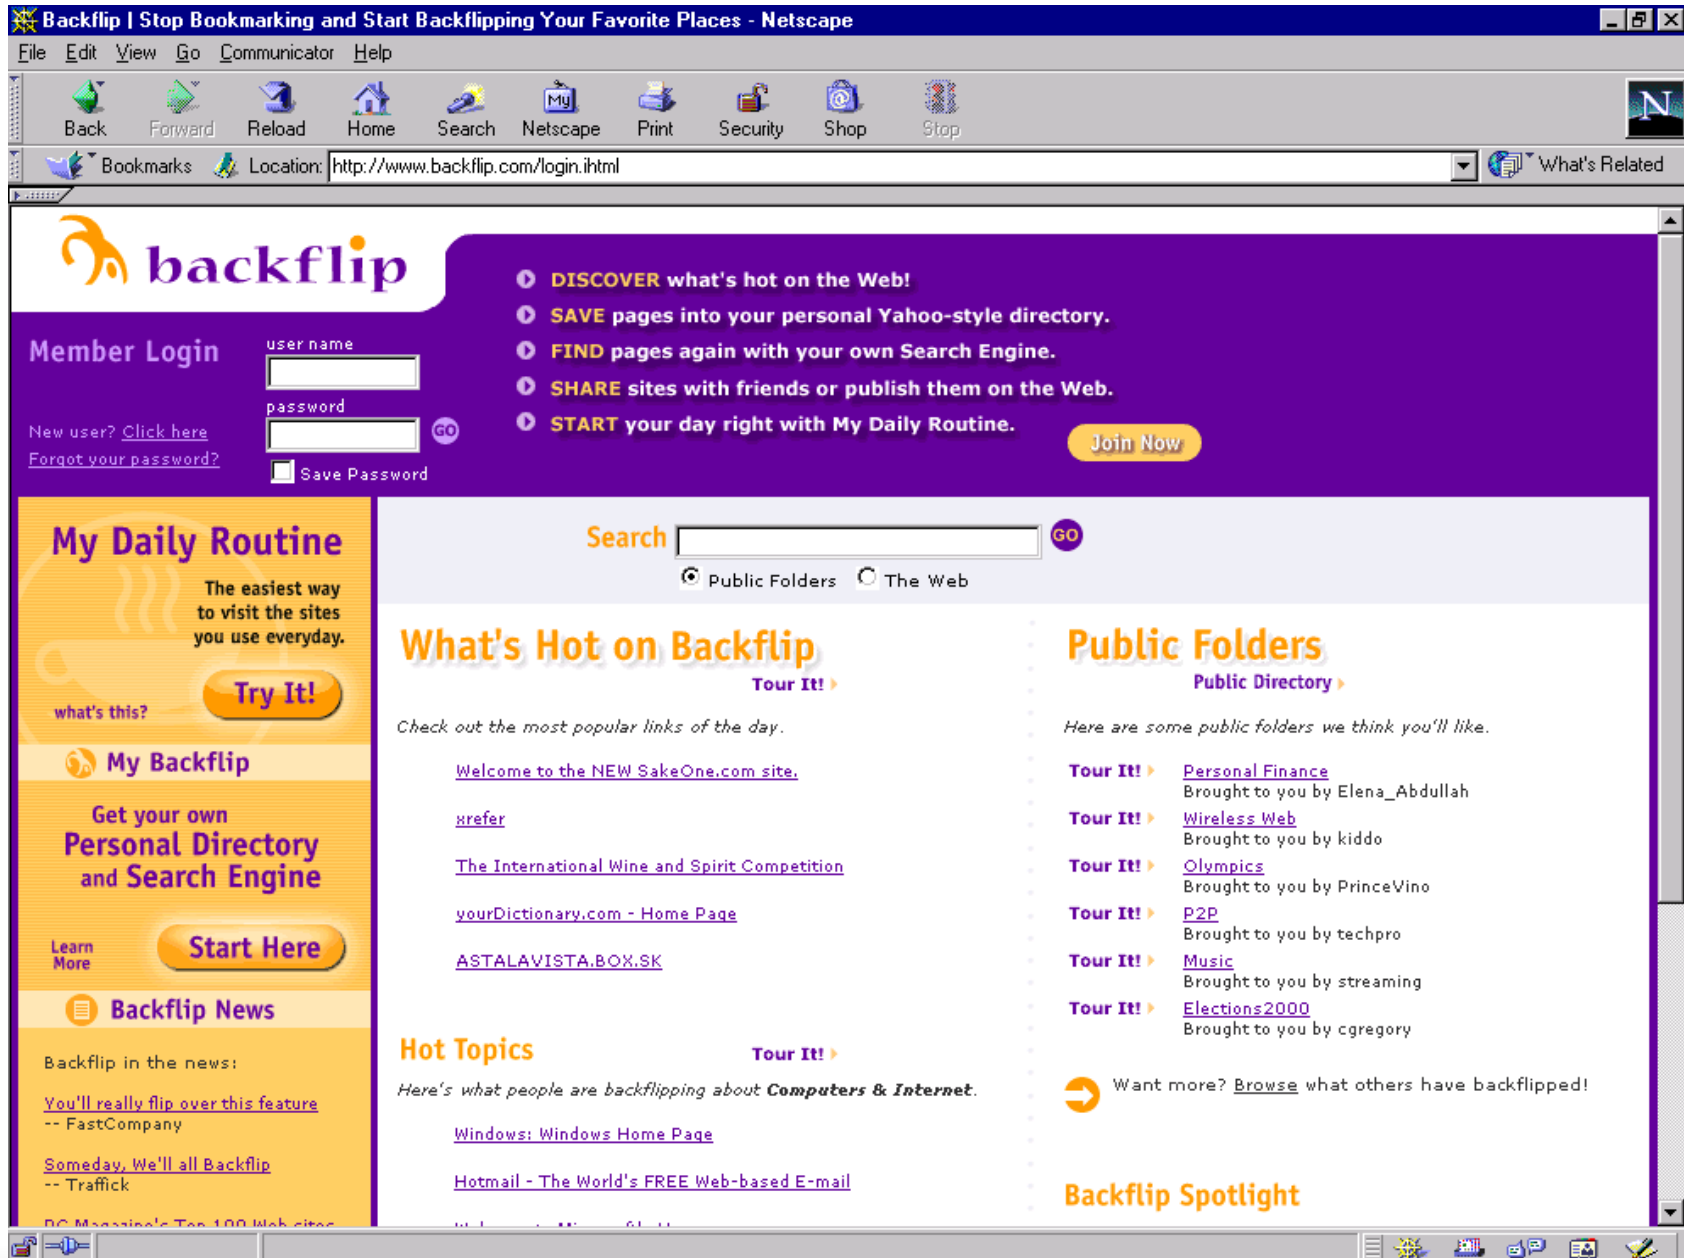 Backflip | Stop Bookmarking and Start Backflipping Your Favorite Places - Netscape
File Edit View Go Communicator Help
Back Forward Reload Home Search Netscape Print Security Shop Stop
My
N
Bookmarks Location: http://www.backflip.com/login.ihtml What's Related
backflip
DISCOVER what's hot on the Web!
SAVE pages into your personal Yahoo-style directory.
FIND pages again with your own Search Engine.
SHARE sites with friends or publish them on the Web.
START your day right with My Daily Routine.
Join Now
Member Login
user name
password
GO
New user? Click here
Forgot your password?
Save Password
My Daily Routine
The easiest way
to visit the sites
you use everyday.
Try It!
what's this?
My Backflip
Get your own
Personal Directory
and Search Engine
Learn
More
Start Here
Backflip News
Backflip in the news:
You'll really flip over this feature
-- FastCompany
Someday, We'll all Backflip
-- Traffick
PC Magazine's Top 100 Web sites
Search GO
Public Folders The Web
What's Hot on Backflip
Tour It!
Check out the most popular links of the day.
Welcome to the NEW SakeOne.com site.
xrefer
The International Wine and Spirit Competition
yourDictionary.com - Home Page
ASTALAVISTA.BOX.SK
Hot Topics Tour It!
Here's what people are backflipping about Computers & Internet.
Windows: Windows Home Page
Hotmail - The World's FREE Web-based E-mail
Public Folders
Public Directory
Here are some public folders we think you'll like.
Tour It! Personal Finance
Brought to you by Elena_Abdullah
Tour It! Wireless Web
Brought to you by kiddo
Tour It! Olympics
Brought to you by PrinceVino
Tour It! P2P
Brought to you by techpro
Tour It! Music
Brought to you by streaming
Tour It! Elections2000
Brought to you by cgregory
Want more? Browse what others have backflipped!
Backflip Spotlight